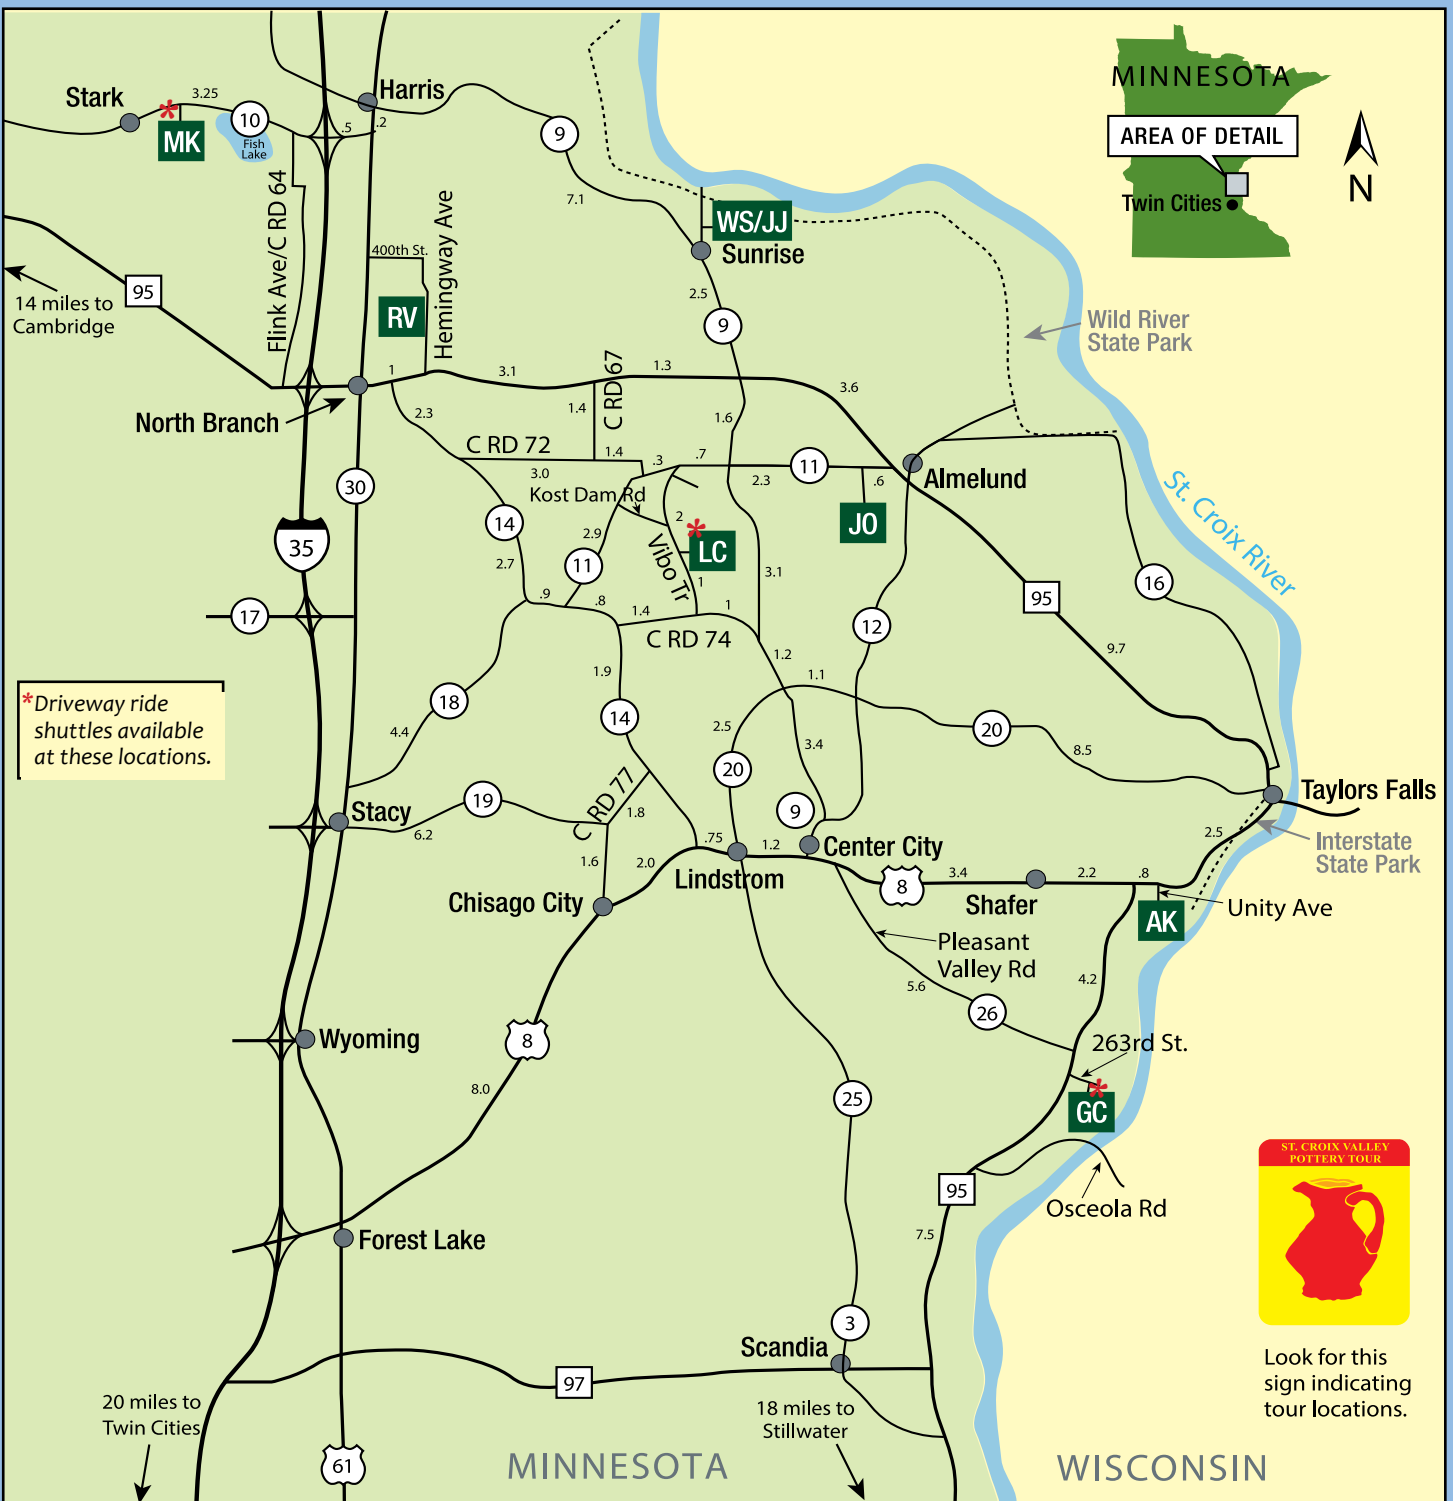 MINNESOTA
AREA OF DETAIL
Twin Cities
N
Stark
3.25
MK
10
Fish
Lake
.5
.2
Harris
9
7.1
Flink Ave/C RD 64
400th St.
Hemingway Ave
RV
WS/JJ
Sunrise
2.5
9
95
14 miles to
Cambridge
Wild River
State Park
North Branch
1
3.1
C RD 67
1.3
3.6
2.3
1.4
1.6
C RD 72
3.0
1.4
.3
.7
2.3
11
.6
Almelund
Kost Dam Rd
30
14
2.9
2
LC
JO
St. Croix River
35
2.7
11
Vibo Tr
1
3.1
16
95
17
.9
.8
1.4
1
C RD 74
12
9.7
1.2
1.9
1.1
*Driveway ride
shuttles available
at these locations.
18
14
2.5
20
4.4
3.4
8.5
20
C RD 77
1.8
Stacy
19
6.2
9
Taylors Falls
1.6
2.0
.75
1.2
Center City
2.5
Interstate
State Park
Lindstrom
8
3.4
2.2
.8
Chisago City
Shafer
Unity Ave
AK
Pleasant
Valley Rd
5.6
4.2
26
Wyoming
8
263rd St.
8.0
25
GC
ST. CROIX VALLEY
POTTERY TOUR
95
Osceola Rd
7.5
Forest Lake
3
Scandia
97
Look for this
sign indicating
tour locations.
20 miles to
Twin Cities
18 miles to
Stillwater
61
MINNESOTA
WISCONSIN